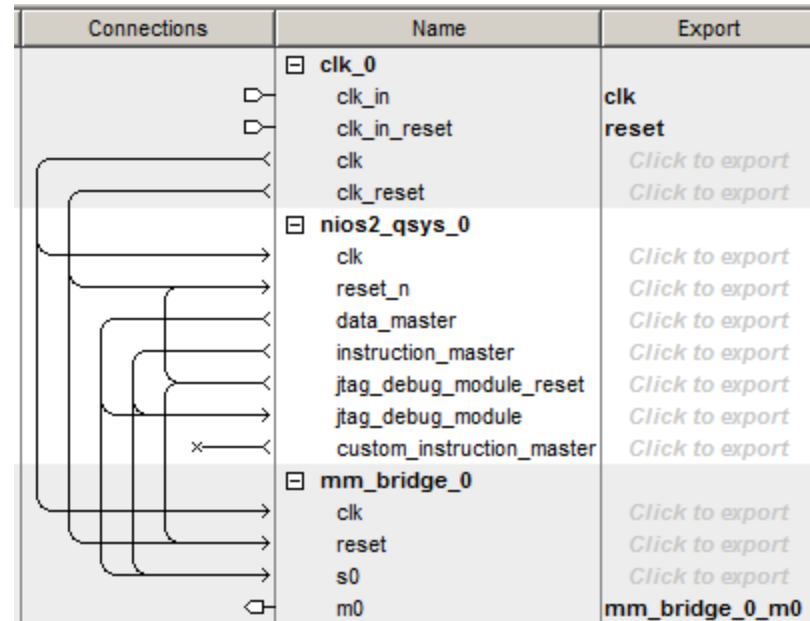 Connections Name Export
clk_0
clk_in clk
clk_in_reset reset
clk Click to export
clk_reset Click to export
nios2_qsys_0
clk Click to export
reset_n Click to export
data_master Click to export
instruction_master Click to export
jtag_debug_module_reset Click to export
jtag_debug_module Click to export
custom_instruction_master Click to export
mm_bridge_0
clk Click to export
reset Click to export
s0 Click to export
m0 mm_bridge_0_m0